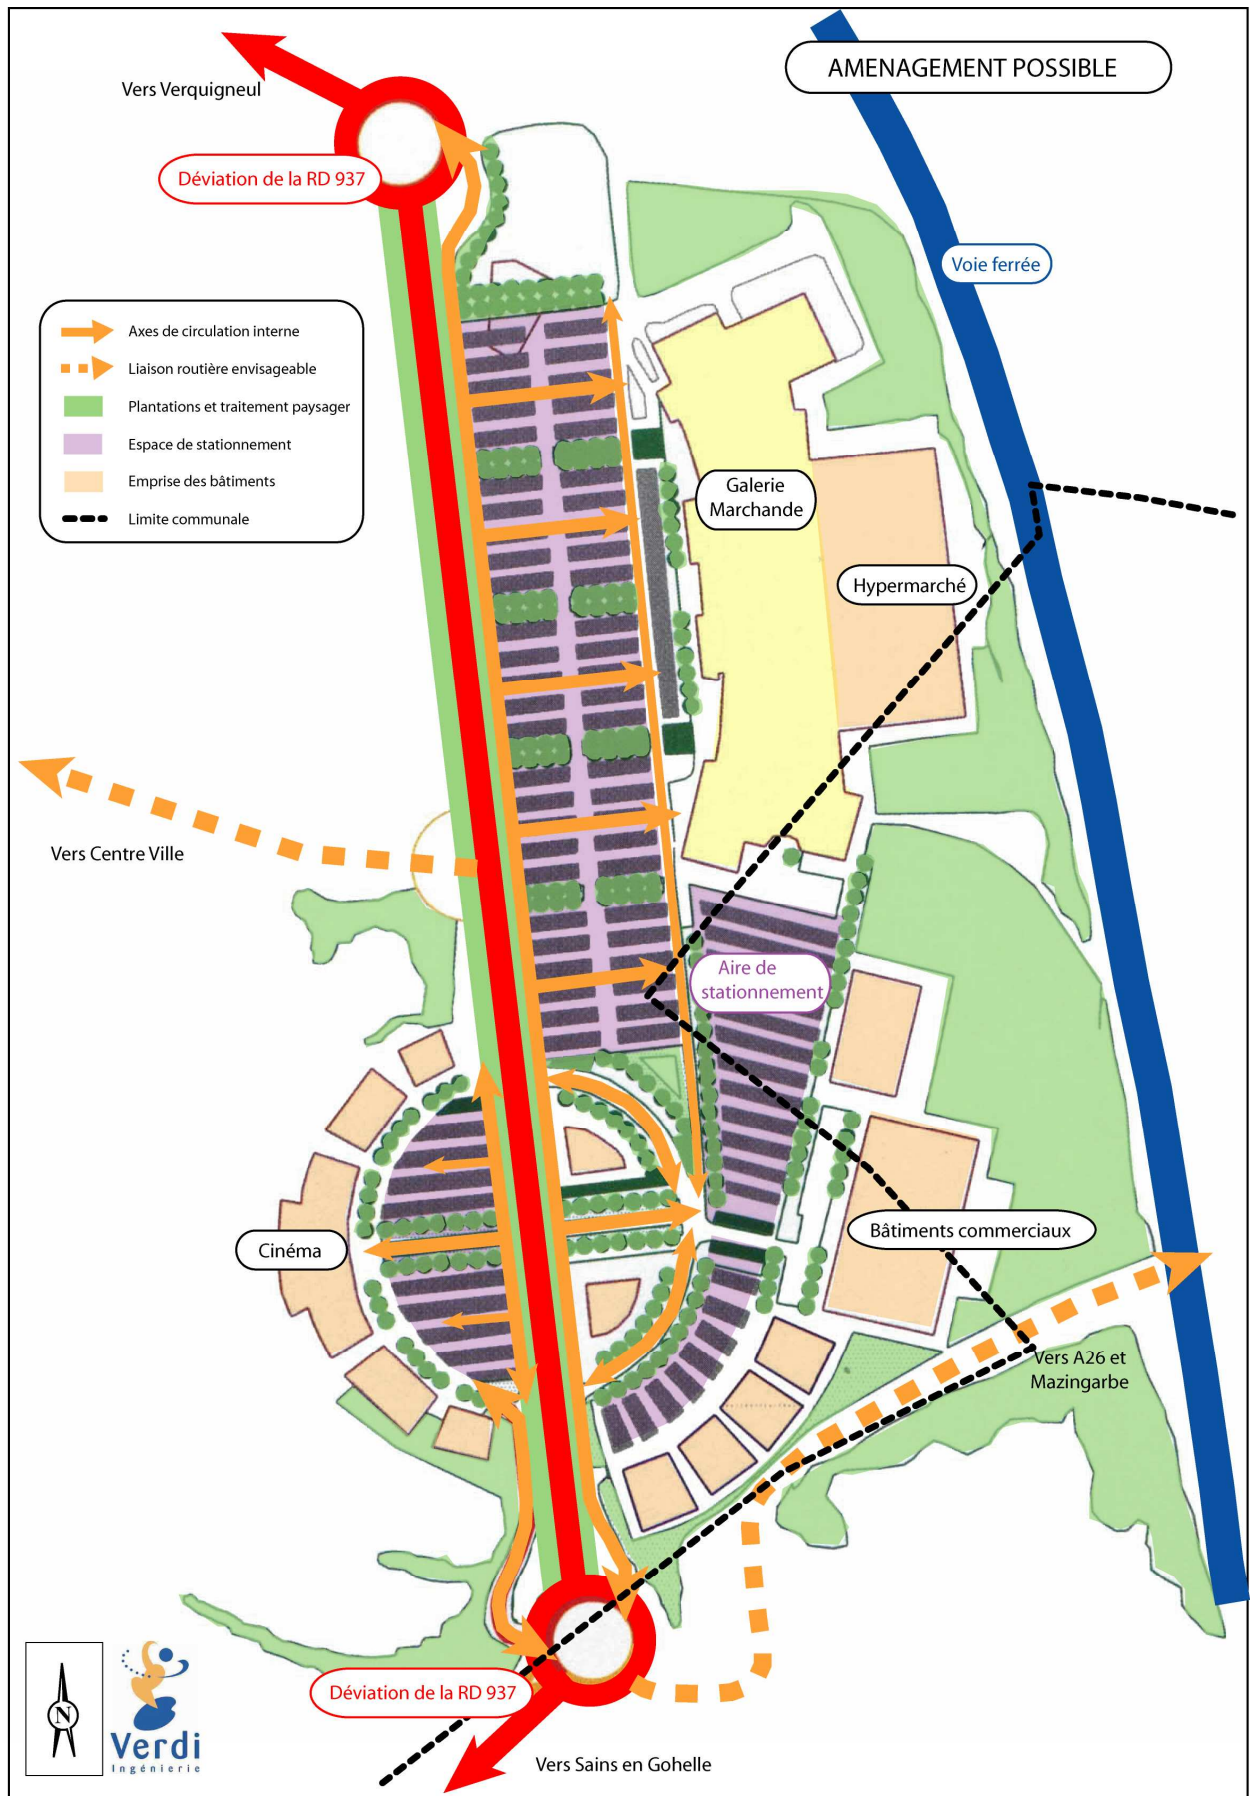 AMENAGEMENT POSSIBLE
Vers Verquigneul
Déviation de la RD 937
Voie ferrée
Axes de circulation interne
Liaison routière envisageable
Plantations et traitement paysager
Espace de stationnement
Emprise des bâtiments
Limite communale
Galerie
Marchande
Hypermarché
Vers Centre Ville
Aire de
stationnement
Cinéma
Bâtiments commerciaux
Vers A26 et
Mazingarbe
Déviation de la RD 937
Vers Sains en Gohelle
N
Verdi
Ingénierie